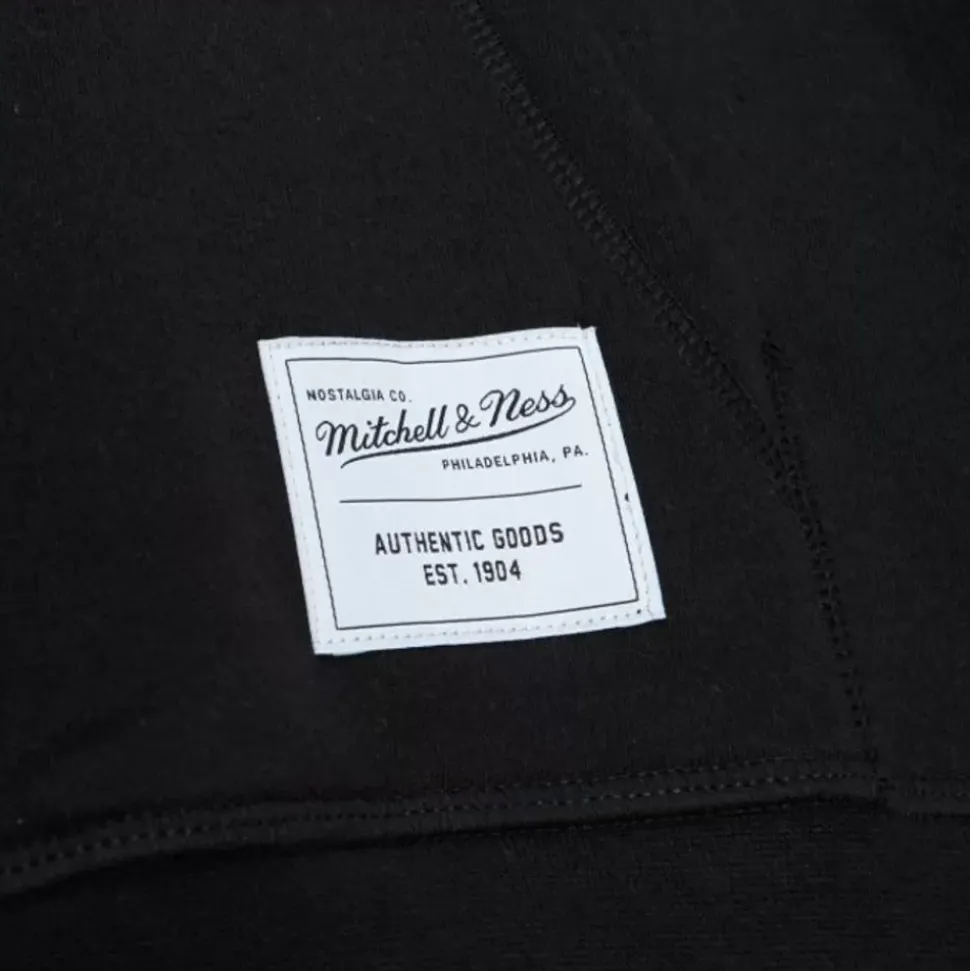 NOSTALGIA CO.
Mitchell & Ness
PHILADELPHIA, PA.
AUTHENTIC GOODS
EST. 1904